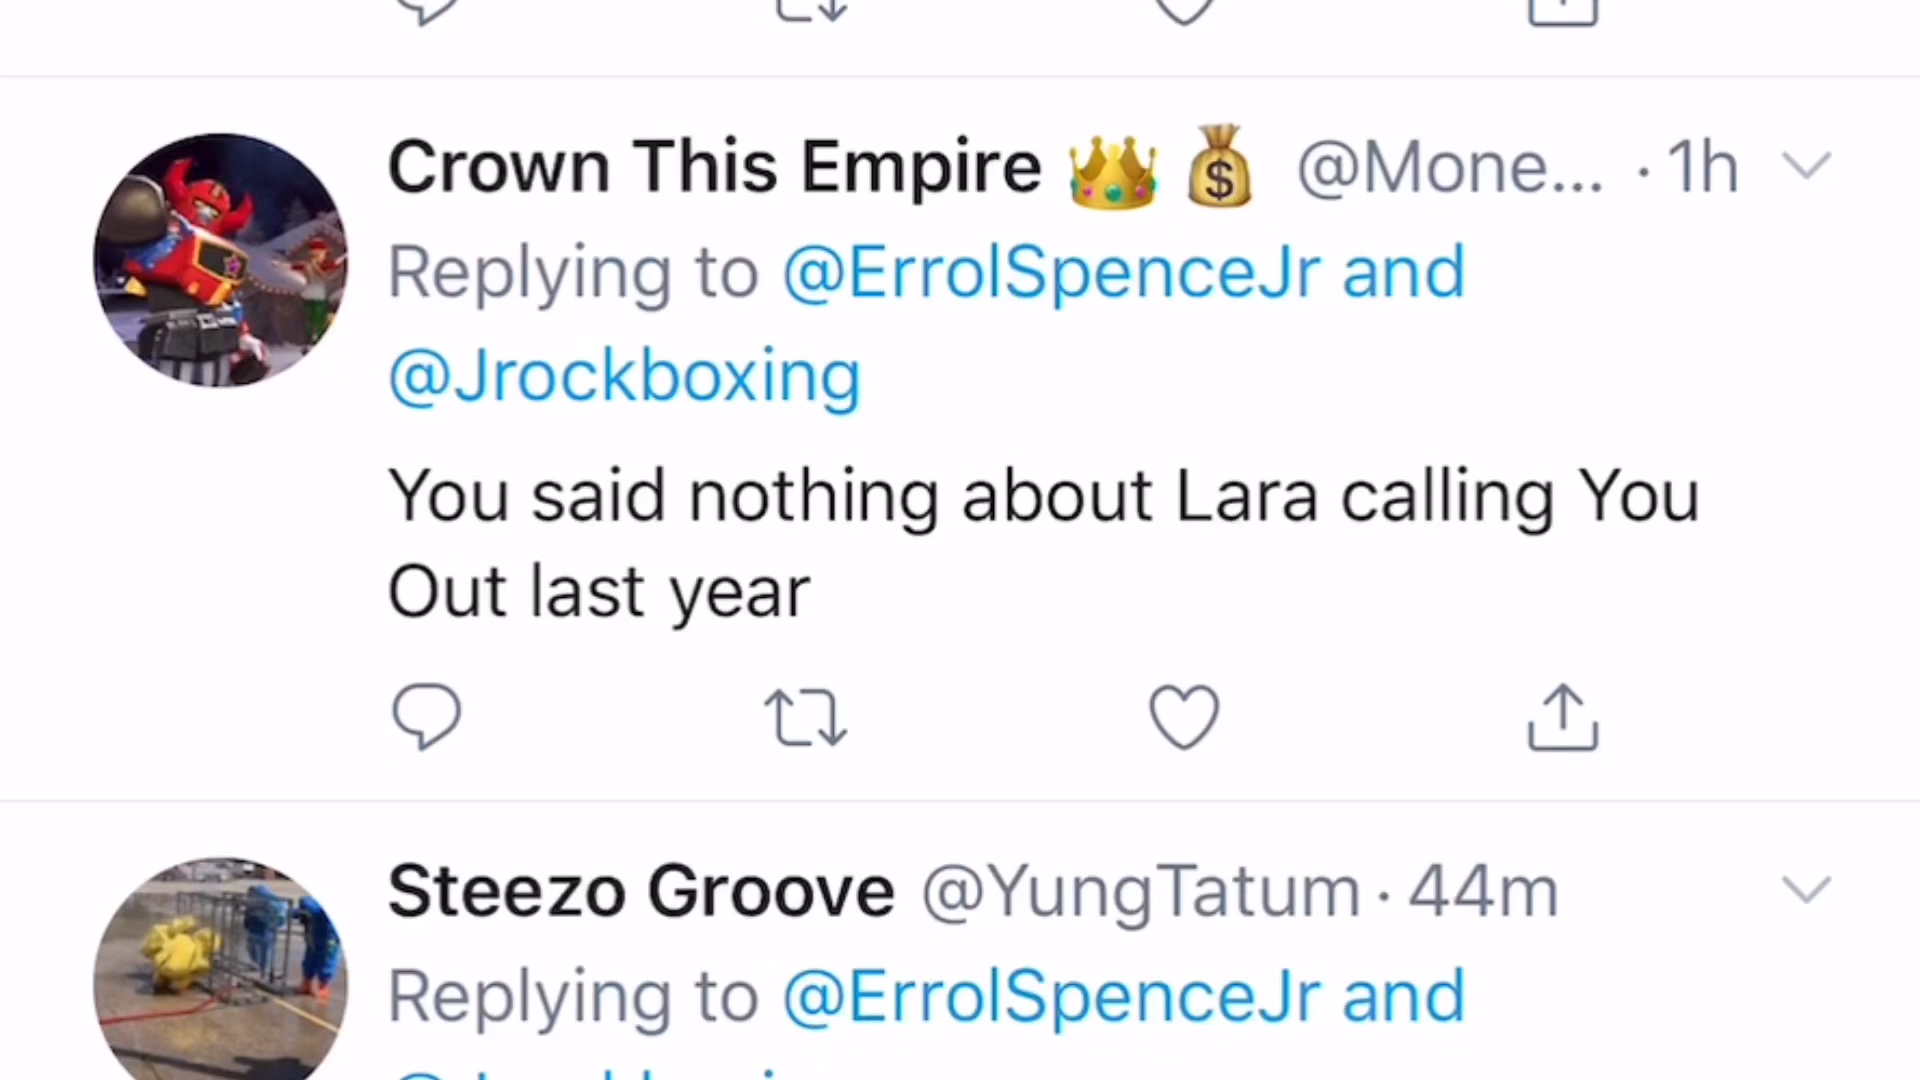 Crown This Empire 👑 💰 @Mone... · 1h
Replying to @ErrolSpenceJr and
@Jrockboxing
You said nothing about Lara calling You
Out last year
Steezo Groove @YungTatum · 44m
Replying to @ErrolSpenceJr and